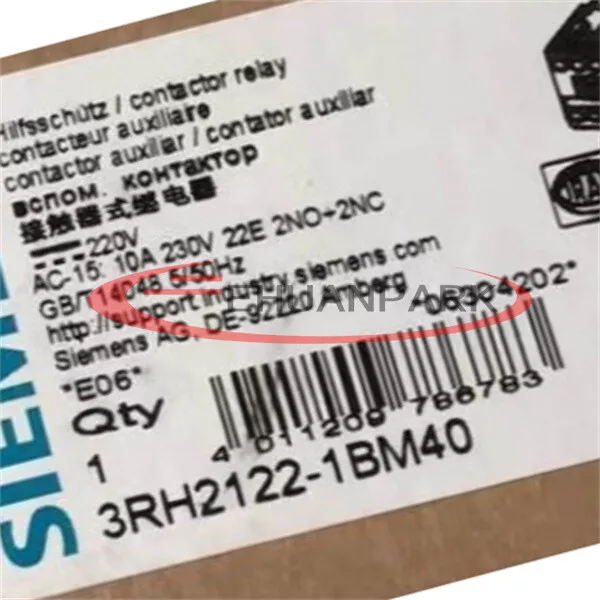 Hilfsschütz / contactor relay
contacteur auxiliaire
contactor auxiliar / contator auxiliar
вспом. контактор
接触器式继电器
220V
AC-15: 10A 230V 22E 2NO+2NC
GB/T 14048.5/50Hz
http://support.industry.siemens.com
Siemens AG, DE-92220 Amberg
*E06*
Qty
1
4 011209 786783
3RH2122-1BM40
SIEME
EHUANPARK